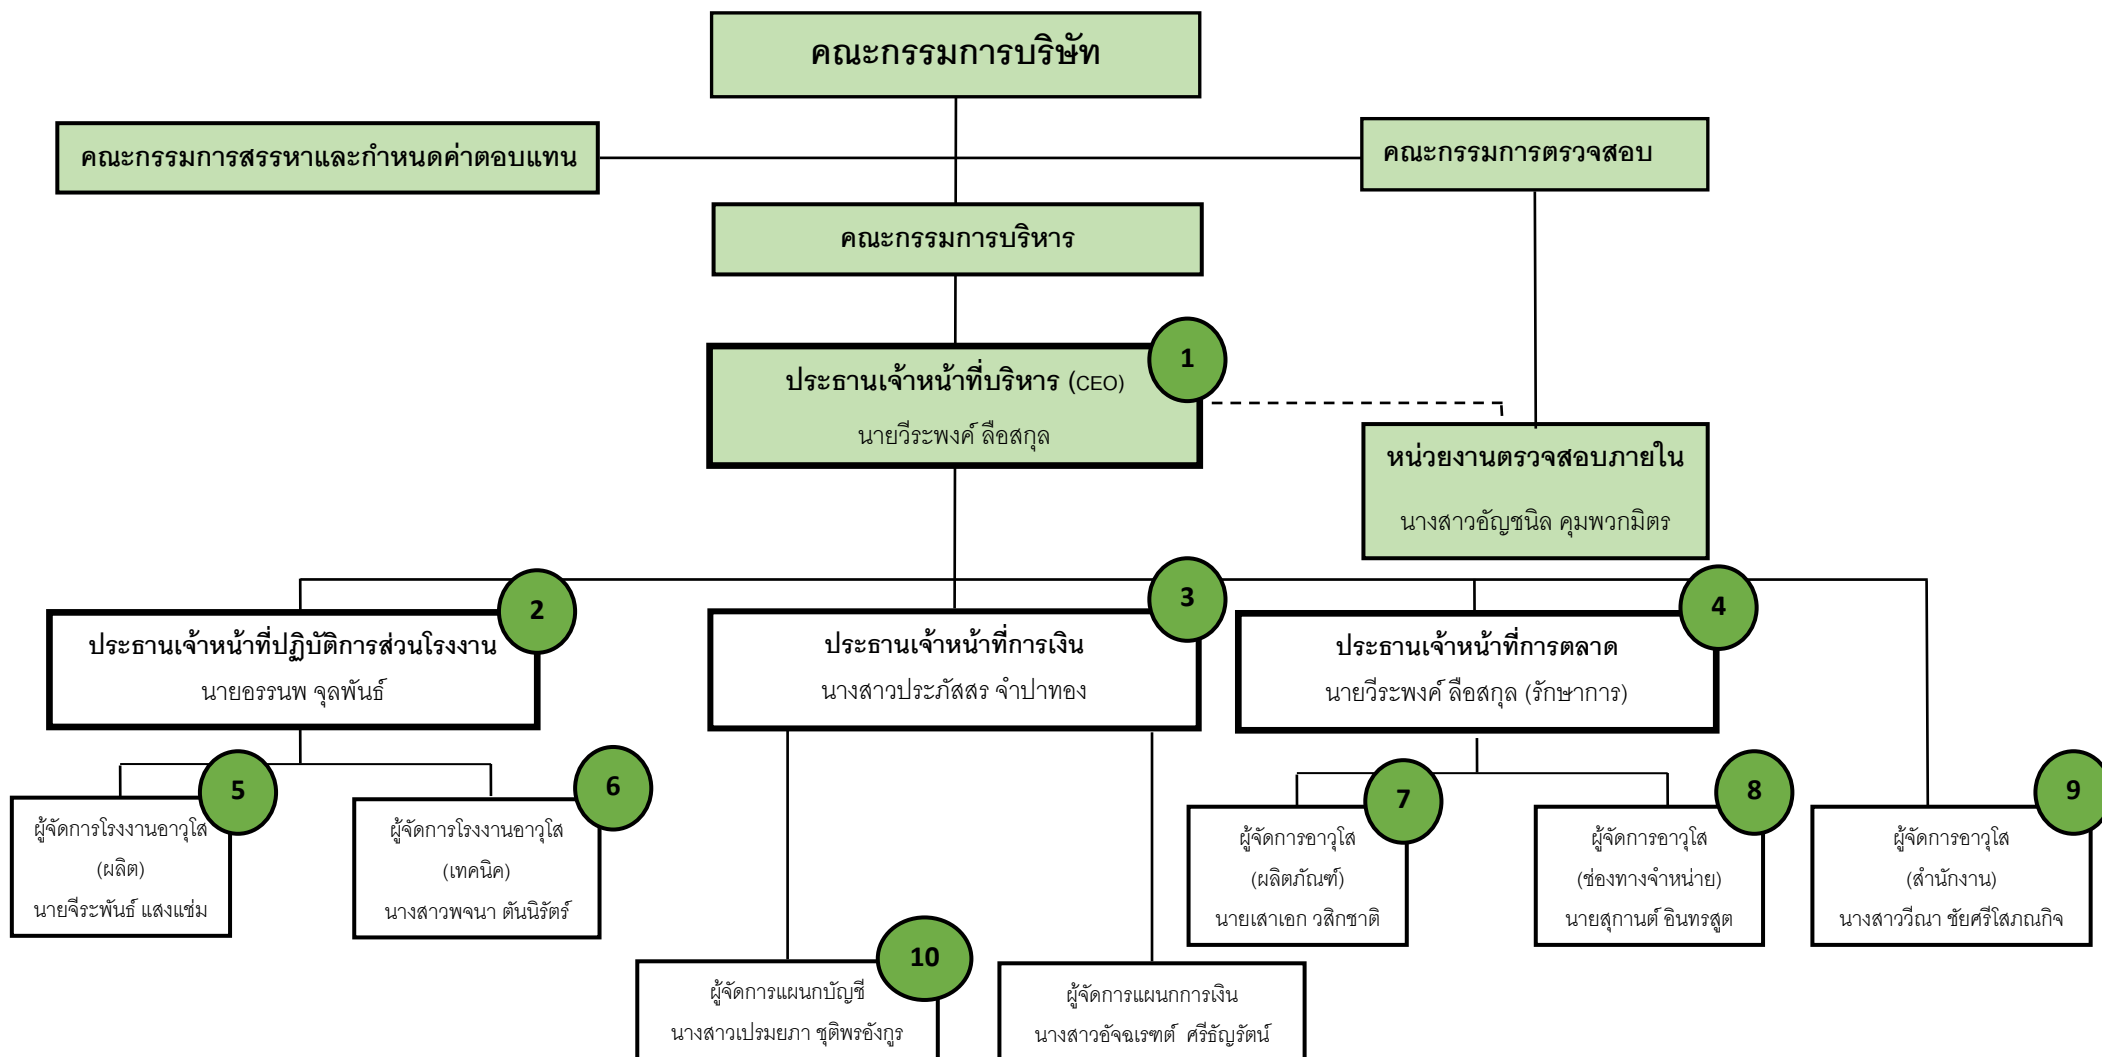 คณะกรรมการบริษัท
คณะกรรมการสรรหาและกำหนดค่าตอบแทน
คณะกรรมการตรวจสอบ
คณะกรรมการบริหาร
1
ประธานเจ้าหน้าที่บริหาร (CEO)
นายวีระพงค์ ลือสกุล
หน่วยงานตรวจสอบภายใน
นางสาวอัญชนิล คุมพวกมิตร
2
ประธานเจ้าหน้าที่ปฏิบัติการส่วนโรงงาน
นายอรรนพ จุลพันธ์
3
ประธานเจ้าหน้าที่การเงิน
นางสาวประภัสสร จำปาทอง
4
ประธานเจ้าหน้าที่การตลาด
นายวีระพงค์ ลือสกุล (รักษาการ)
5
ผู้จัดการโรงงานอาวุโส
(ผลิต)
นายจีระพันธ์ แสงแช่ม
6
ผู้จัดการโรงงานอาวุโส
(เทคนิค)
นางสาวพจนา ตันนิรัตร์
7
ผู้จัดการอาวุโส
(ผลิตภัณฑ์)
นายเสาเอก วสิกชาติ
8
ผู้จัดการอาวุโส
(ช่องทางจำหน่าย)
นายสุกานต์ อินทรสูต
9
ผู้จัดการอาวุโส
(สำนักงาน)
นางสาววีณา ชัยศรีโสภณกิจ
10
ผู้จัดการแผนกบัญชี
นางสาวเปรมยภา ชุติพรอังกูร
ผู้จัดการแผนกการเงิน
นางสาวอัจฉเรฑต์ ศรีธัญรัตน์